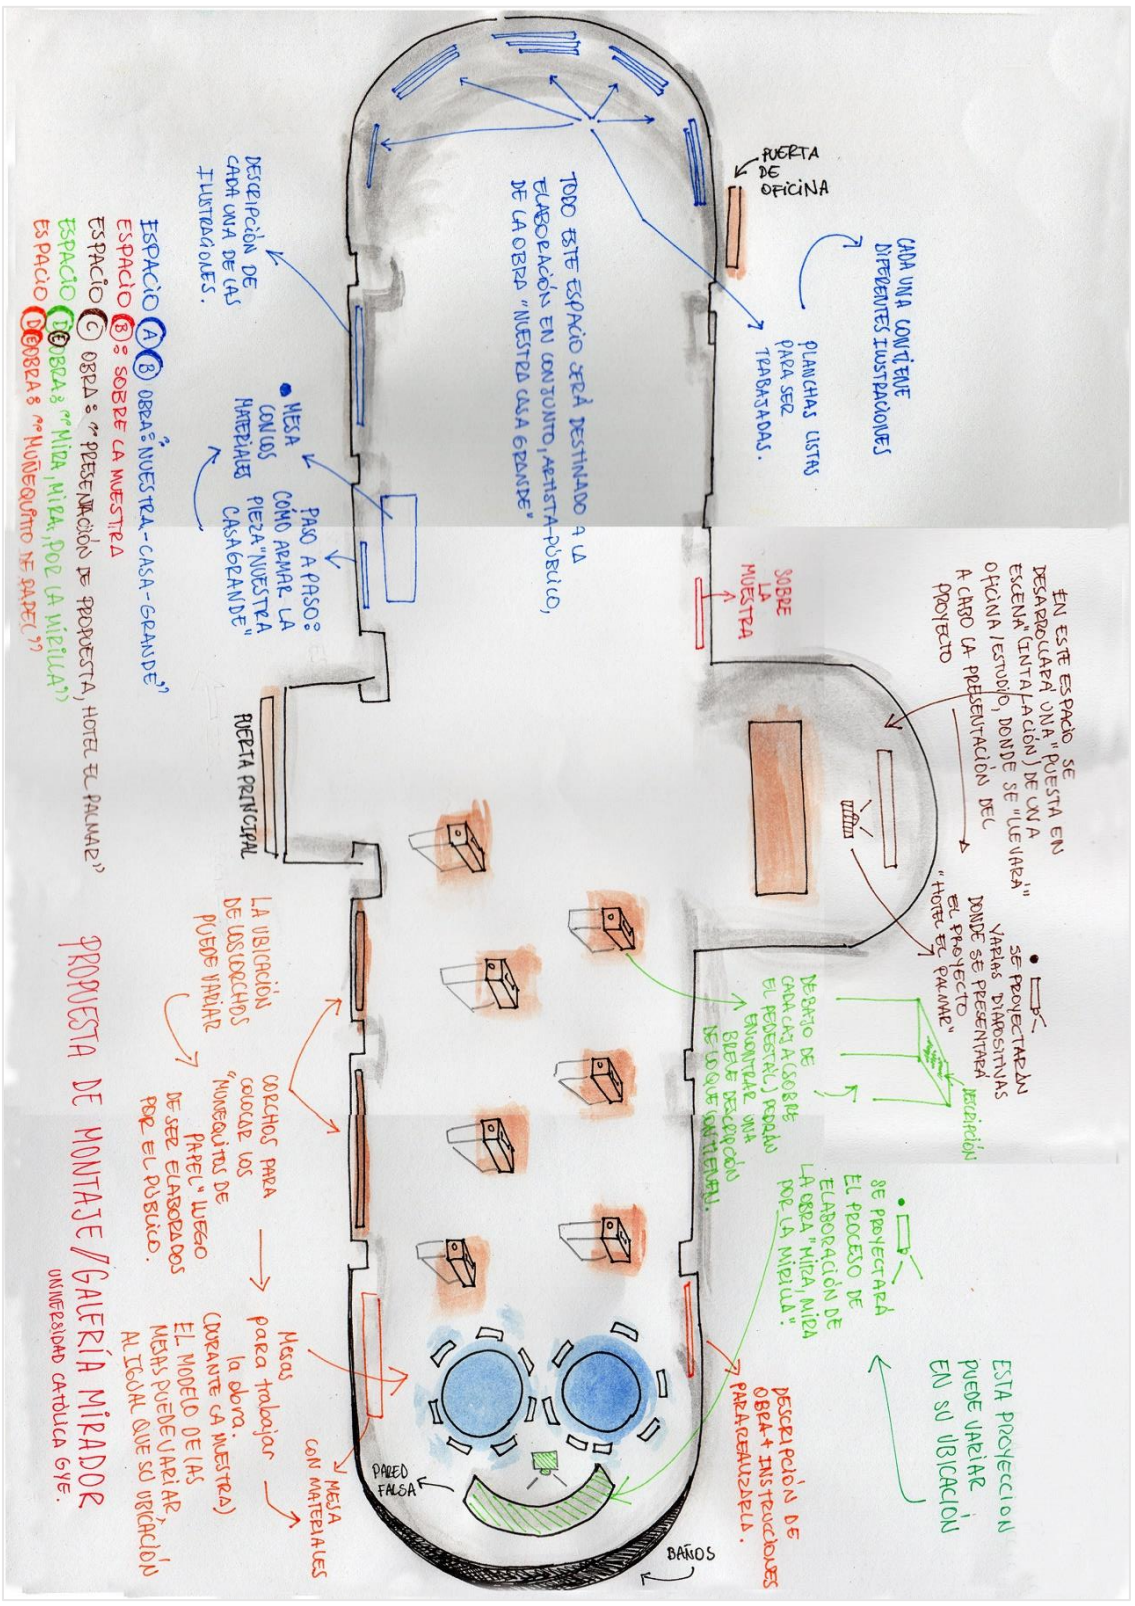 PUERTA
DE
OFICINA
CADA UNA CONTIENE
DIFERENTES ILUSTRACIONES
PLANCHAS LISTAS
PARA SER
TRABAJADAS.
TODO ESTE ESPACIO SERÁ DESTINADO A LA
ELABORACIÓN EN CONJUNTO, ARTISTA-PÚBLICO,
DE LA OBRA "NUESTRA CASA GRANDE"
DESCRIPCIÓN DE
CADA UNA DE LAS
ILUSTRACIONES.
MESA
CON LOS
MATERIALES
PASO A PASO:
CÓMO ARMAR LA
PIEZA "NUESTRA
CASA GRANDE"
ESPACIO A B OBRA: "NUESTRA-CASA-GRANDE"
ESPACIO B: SOBRE LA MUESTRA
ESPACIO C OBRA: "PRESENACIÓN DE PROPUESTA, HOTEL EL PALMAR"
ESPACIO D E OBRA: "MIRA, MIRA, POR LA MIRILLA"
ESPACIO D E OBRA: "MUÑEQUITO DE PAPEL"
SOBRE
LA
MUESTRA
EN ESTE ESPACIO SE
DESARROLLARÁ UNA "PUESTA EN
ESCENA" (INTALACIÓN) DE UNA
OFICINA/ESTUDIO, DONDE SE "LLEVARÁ"
A CABO LA PRESENTACIÓN DEL
PROYECTO
SE PROYECTARÁN
VARIAS DIAPOSITIVAS
DONDE SE PRESENTARÁ
EL PROYECTO
"HOTEL EL PALMAR"
PUERTA PRINCIPAL
DESCRIPCIÓN
DEBAJO DE
CADA CAJA (SOBRE
EL PEDESTAL), PODRÁN
ENCONTRAR UNA
BREVE DESCRIPCIÓN
DE LO QUE CONTIENEN.
SE PROYECTARÁ
EL PROCESO DE
ELABORACIÓN DE
LA OBRA "MIRA, MIRA
POR LA MIRILLA".
ESTA PROYECCION
PUEDE VARIAR
EN SU UBICACIÓN
LA UBICACIÓN
DE LOS CORCHOS
PUEDE VARIAR
CORCHOS PARA
COLOCAR LOS
"MUÑEQUITOS DE
PAPEL" LUEGO
DE SER ELABORADOS
POR EL PÚBLICO.
Mesas
para trabajar
la obra.
(DURANTE LA MUESTRA)
EL MODELO DE LAS
MESAS PUEDE VARIAR,
AL IGUAL QUE SU UBICACIÓN
MESA
CON MATERIALES
DESCRIPCIÓN DE
OBRA + INSTRUCCIONES
PARA REALIZARLA.
PARED
FALSA
BAÑOS
PROPUESTA DE MONTAJE/GALERÍA MIRADOR
UNIVERSIDAD CATÓLICA GYE.